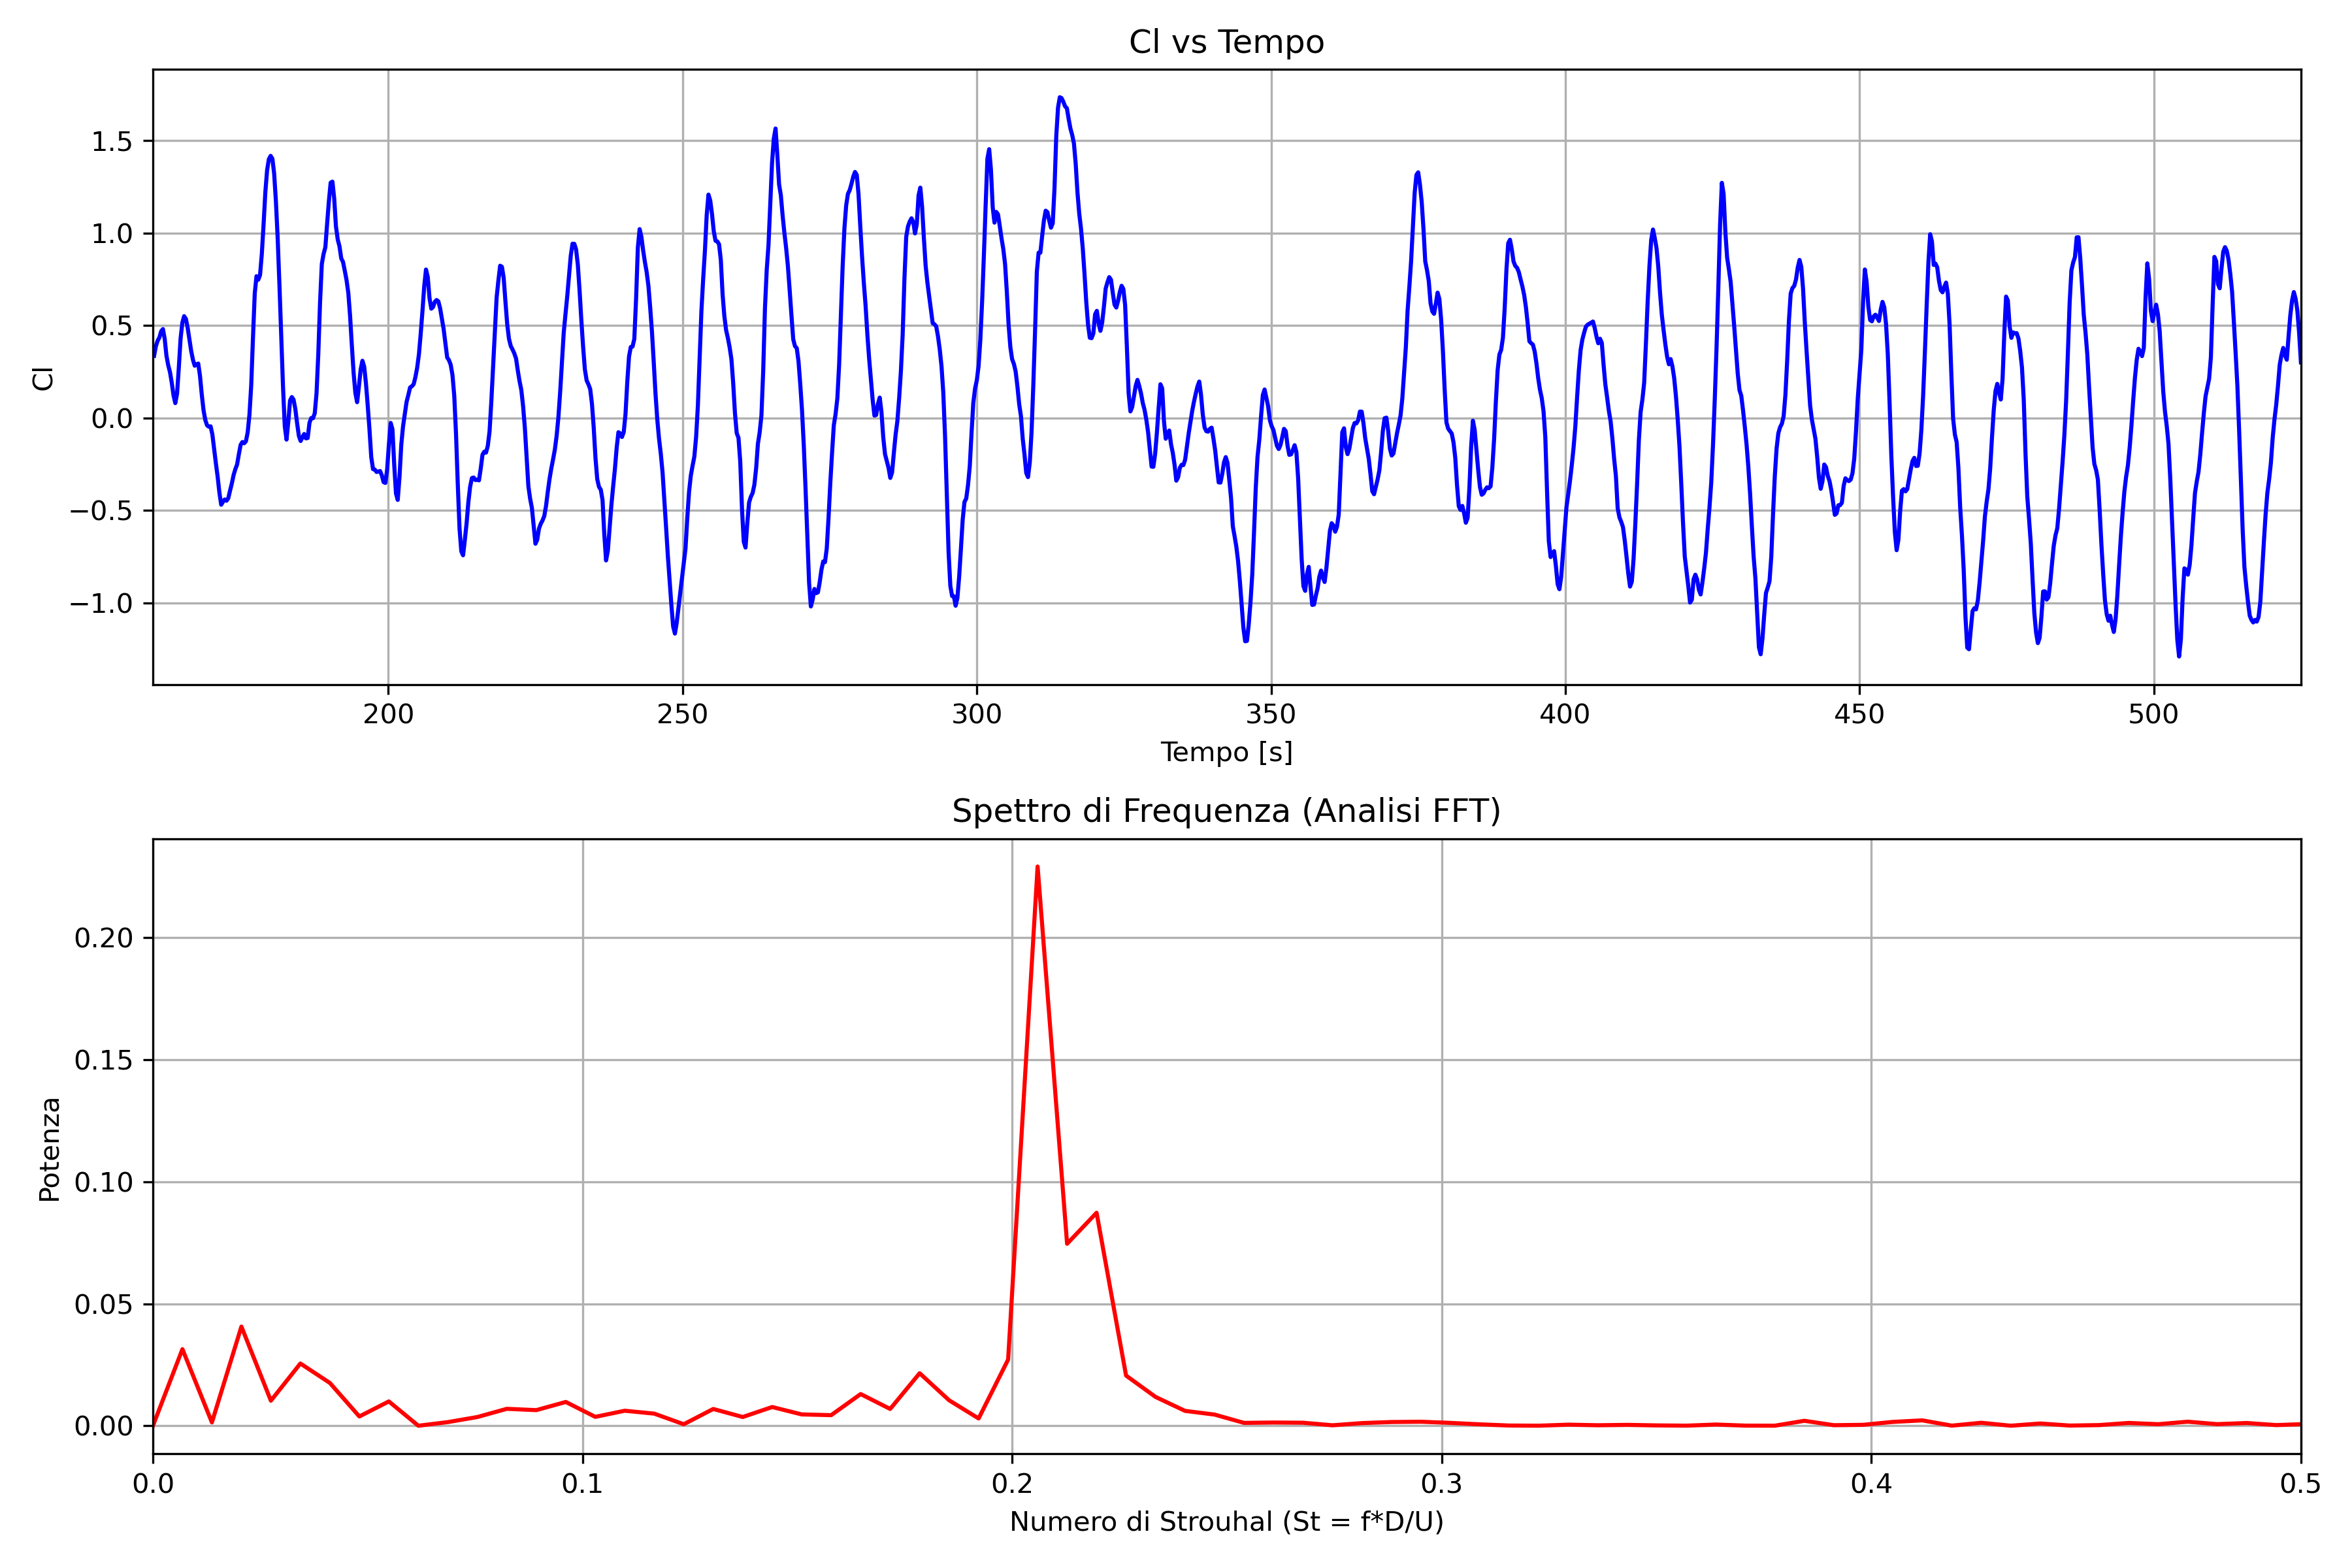 Cl vs Tempo
1.5
1.0
0.5
0.0
−0.5
−1.0
Cl
200 250 300 350 400 450 500
Tempo [s]
Spettro di Frequenza (Analisi FFT)
0.20
0.15
0.10
0.05
0.00
Potenza
0.0 0.1 0.2 0.3 0.4 0.5
Numero di Strouhal (St = f*D/U)